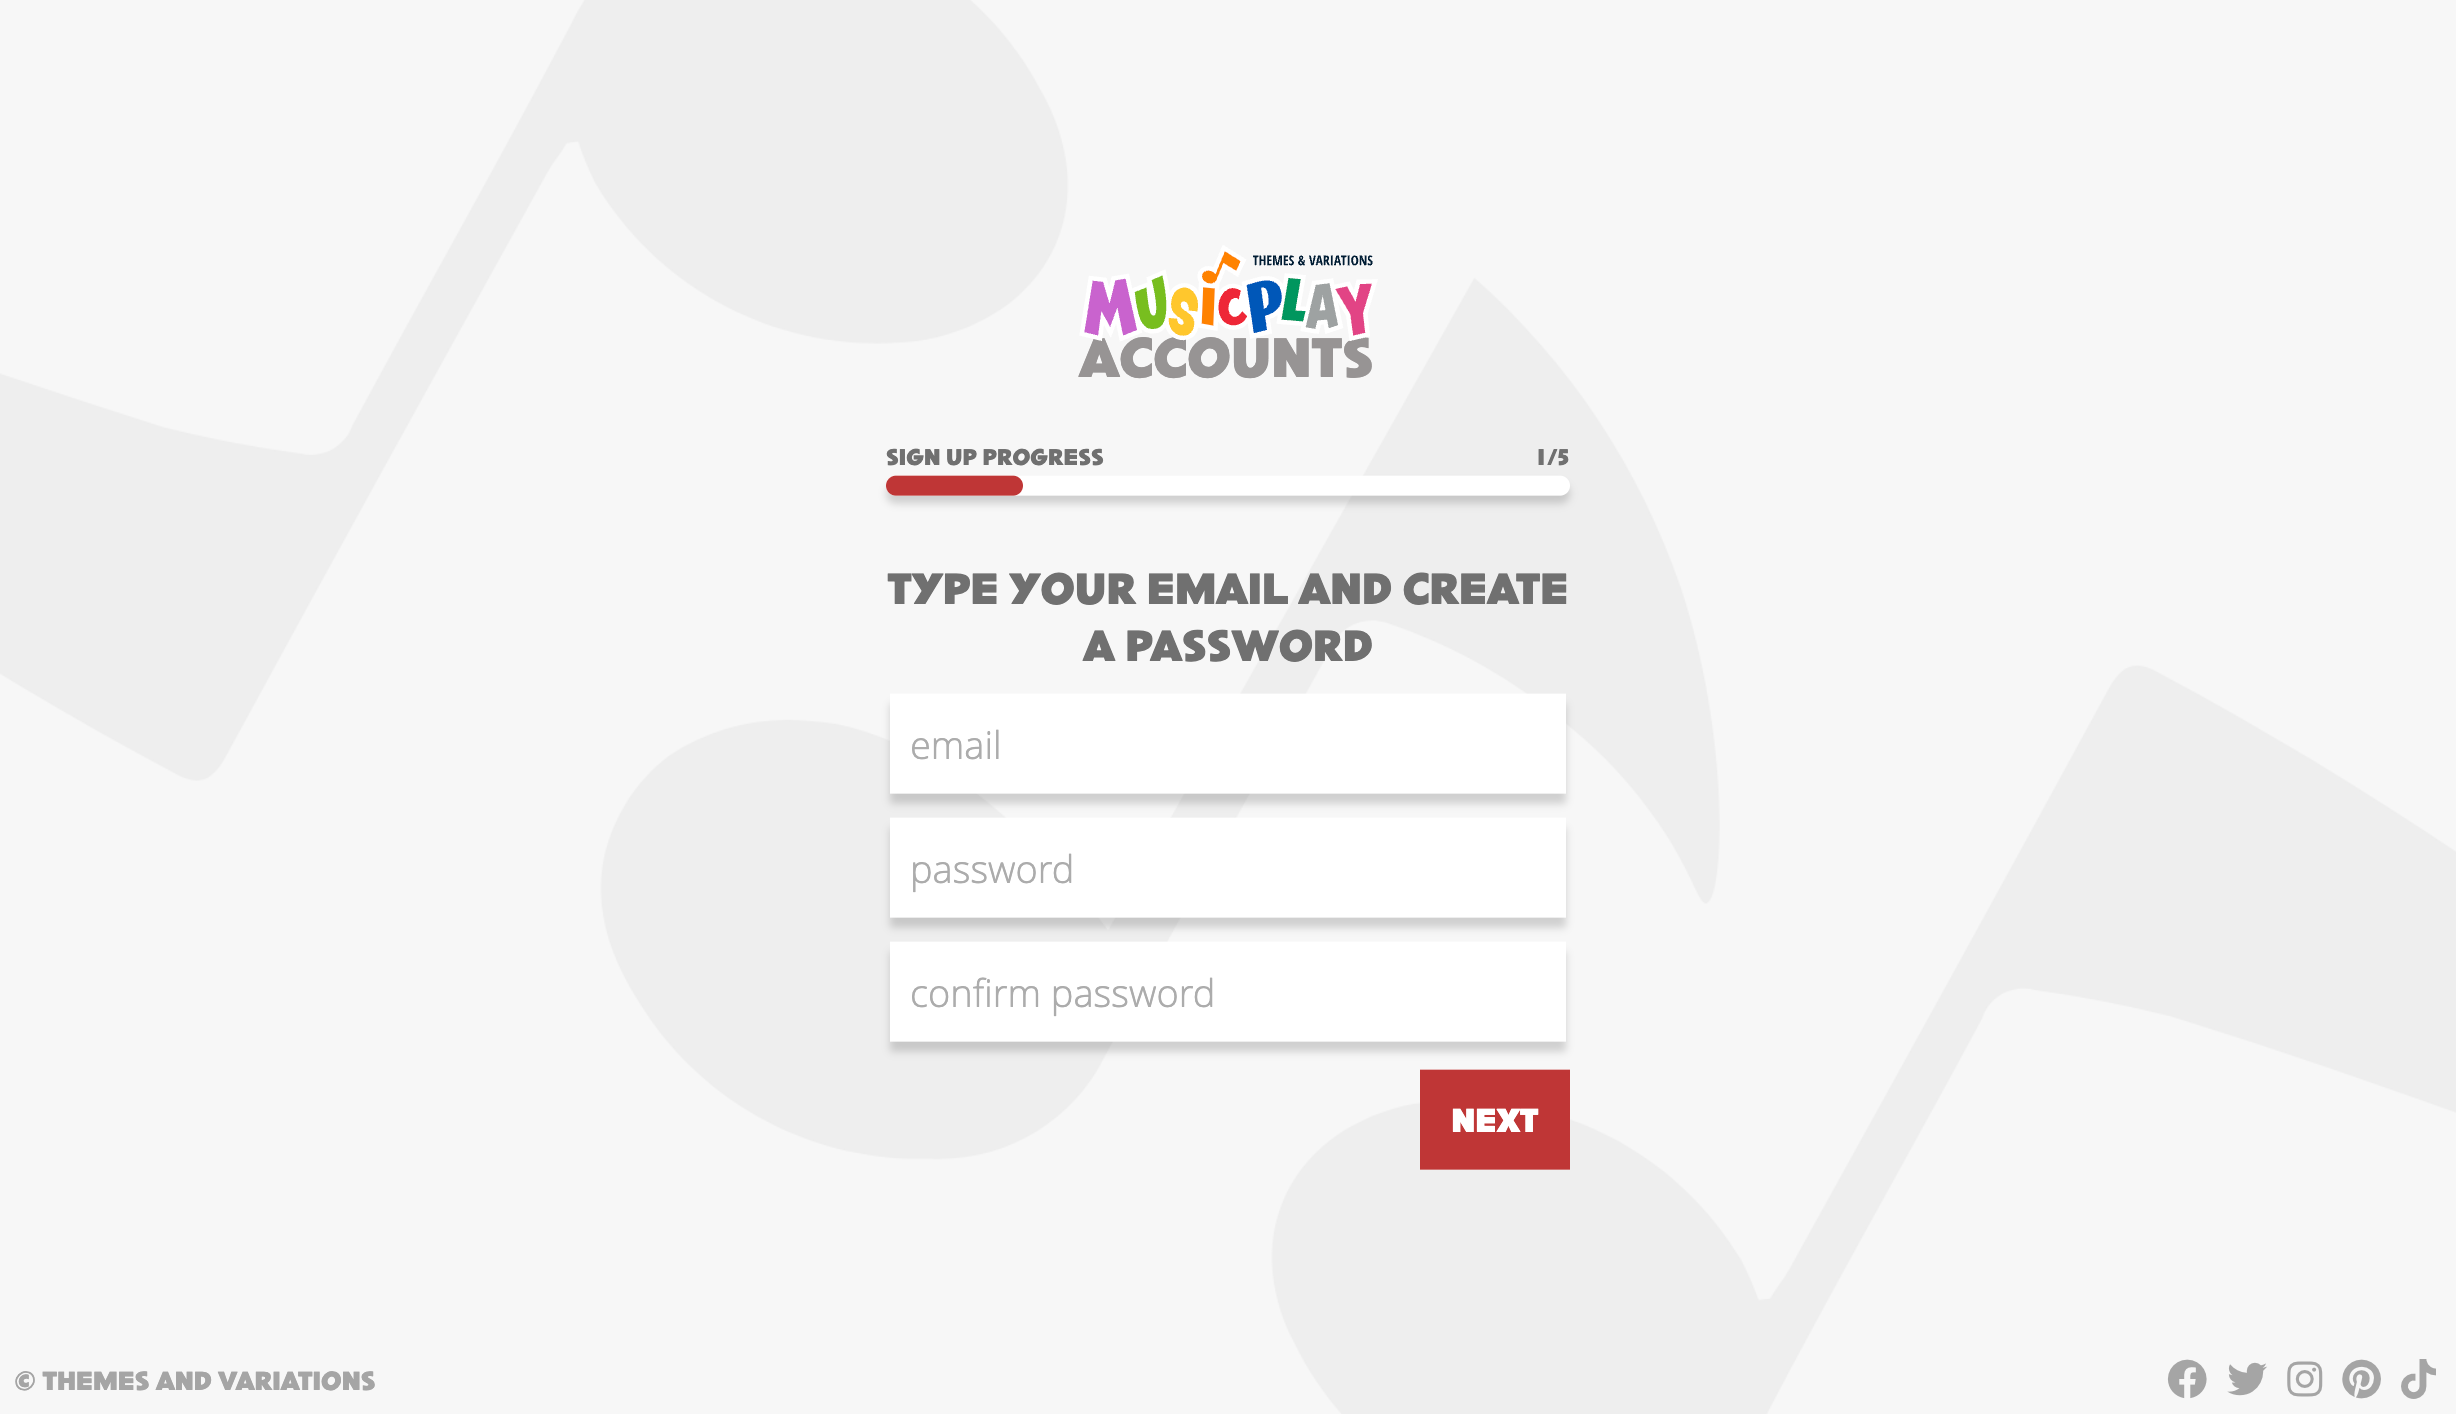 THEMES & VARIATIONS
MUSICPLAY
ACCOUNTS
SIGN UP PROGRESS 1/5
TYPE YOUR EMAIL AND CREATE
A PASSWORD
email
password
confirm password
NEXT
© THEMES AND VARIATIONS